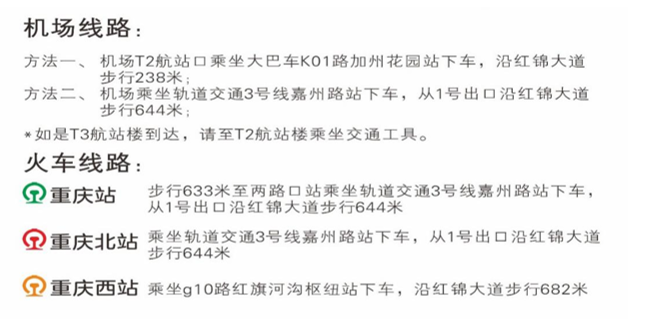 机场线路：
方法一、 机场T2航站口乘坐大巴车K01路加州花园站下车，沿红锦大道
步行238米；
方法二、 机场乘坐轨道交通3号线嘉州路站下车，从1号出口沿红锦大道
步行644米；
*如是T3航站楼到达，请至T2航站楼乘坐交通工具。
火车线路：
重庆站 步行633米至两路口站乘坐轨道交通3号线嘉州路站下车，
从1号出口沿红锦大道步行644米
重庆北站 乘坐轨道交通3号线嘉州路站下车，从1号出口沿红锦大道
步行644米
重庆西站 乘坐g10路红旗河沟枢纽站下车，沿红锦大道步行682米